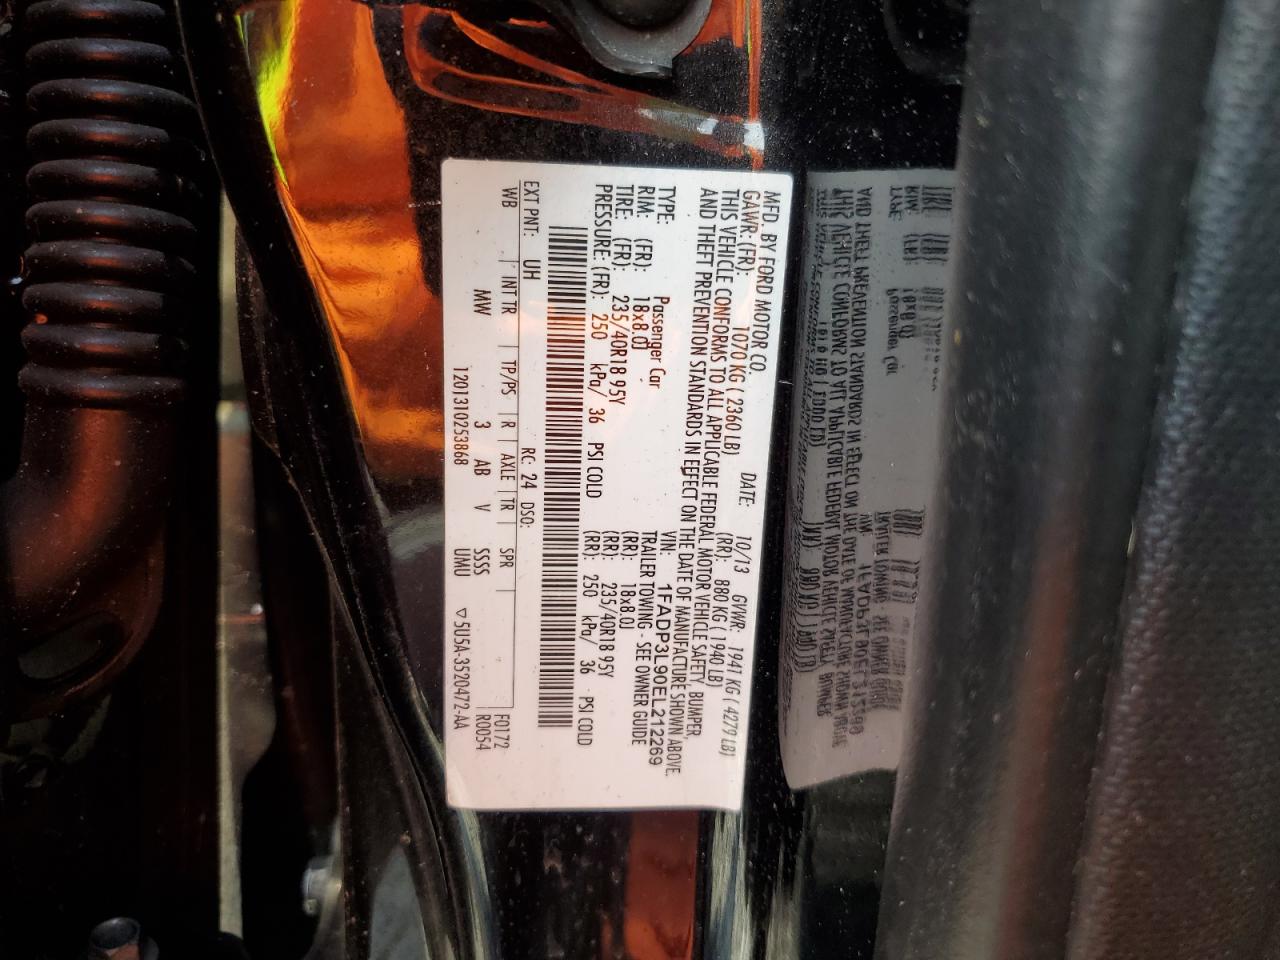 MFD BY FORD MOTOR CO. DATE: 10/13 GVWR: 1941 KG ( 4279 LB)
GAWR: (FR): 1070 KG ( 2360 LB) (RR): 880 KG ( 1940 LB)
THIS VEHICLE CONFORMS TO ALL APPLICABLE FEDERAL MOTOR VEHICLE SAFETY, BUMPER,
AND THEFT PREVENTION STANDARDS IN EFFECT ON THE DATE OF MANUFACTURE SHOWN ABOVE.
VIN: 1FADP3L90EL212269
TYPE: Passenger Car TRAILER TOWING - SEE OWNER GUIDE
RIM: (FR): 18x8.0J (RR): 18x8.0J
TIRE: (FR): 235/40R18 95Y (RR): 235/40R18 95Y
PRESSURE: (FR): 250 kPa/ 36 PSI COLD (RR): 250 kPa/ 36 PSI COLD
EXT PNT: UH RC: 24 DSO: F0172
WB INT TR TP/PS R AXLE TR SPR R0054
MW 3 AB V SSSS
1201310253868 UMU ▽5U5A-3520472-AA